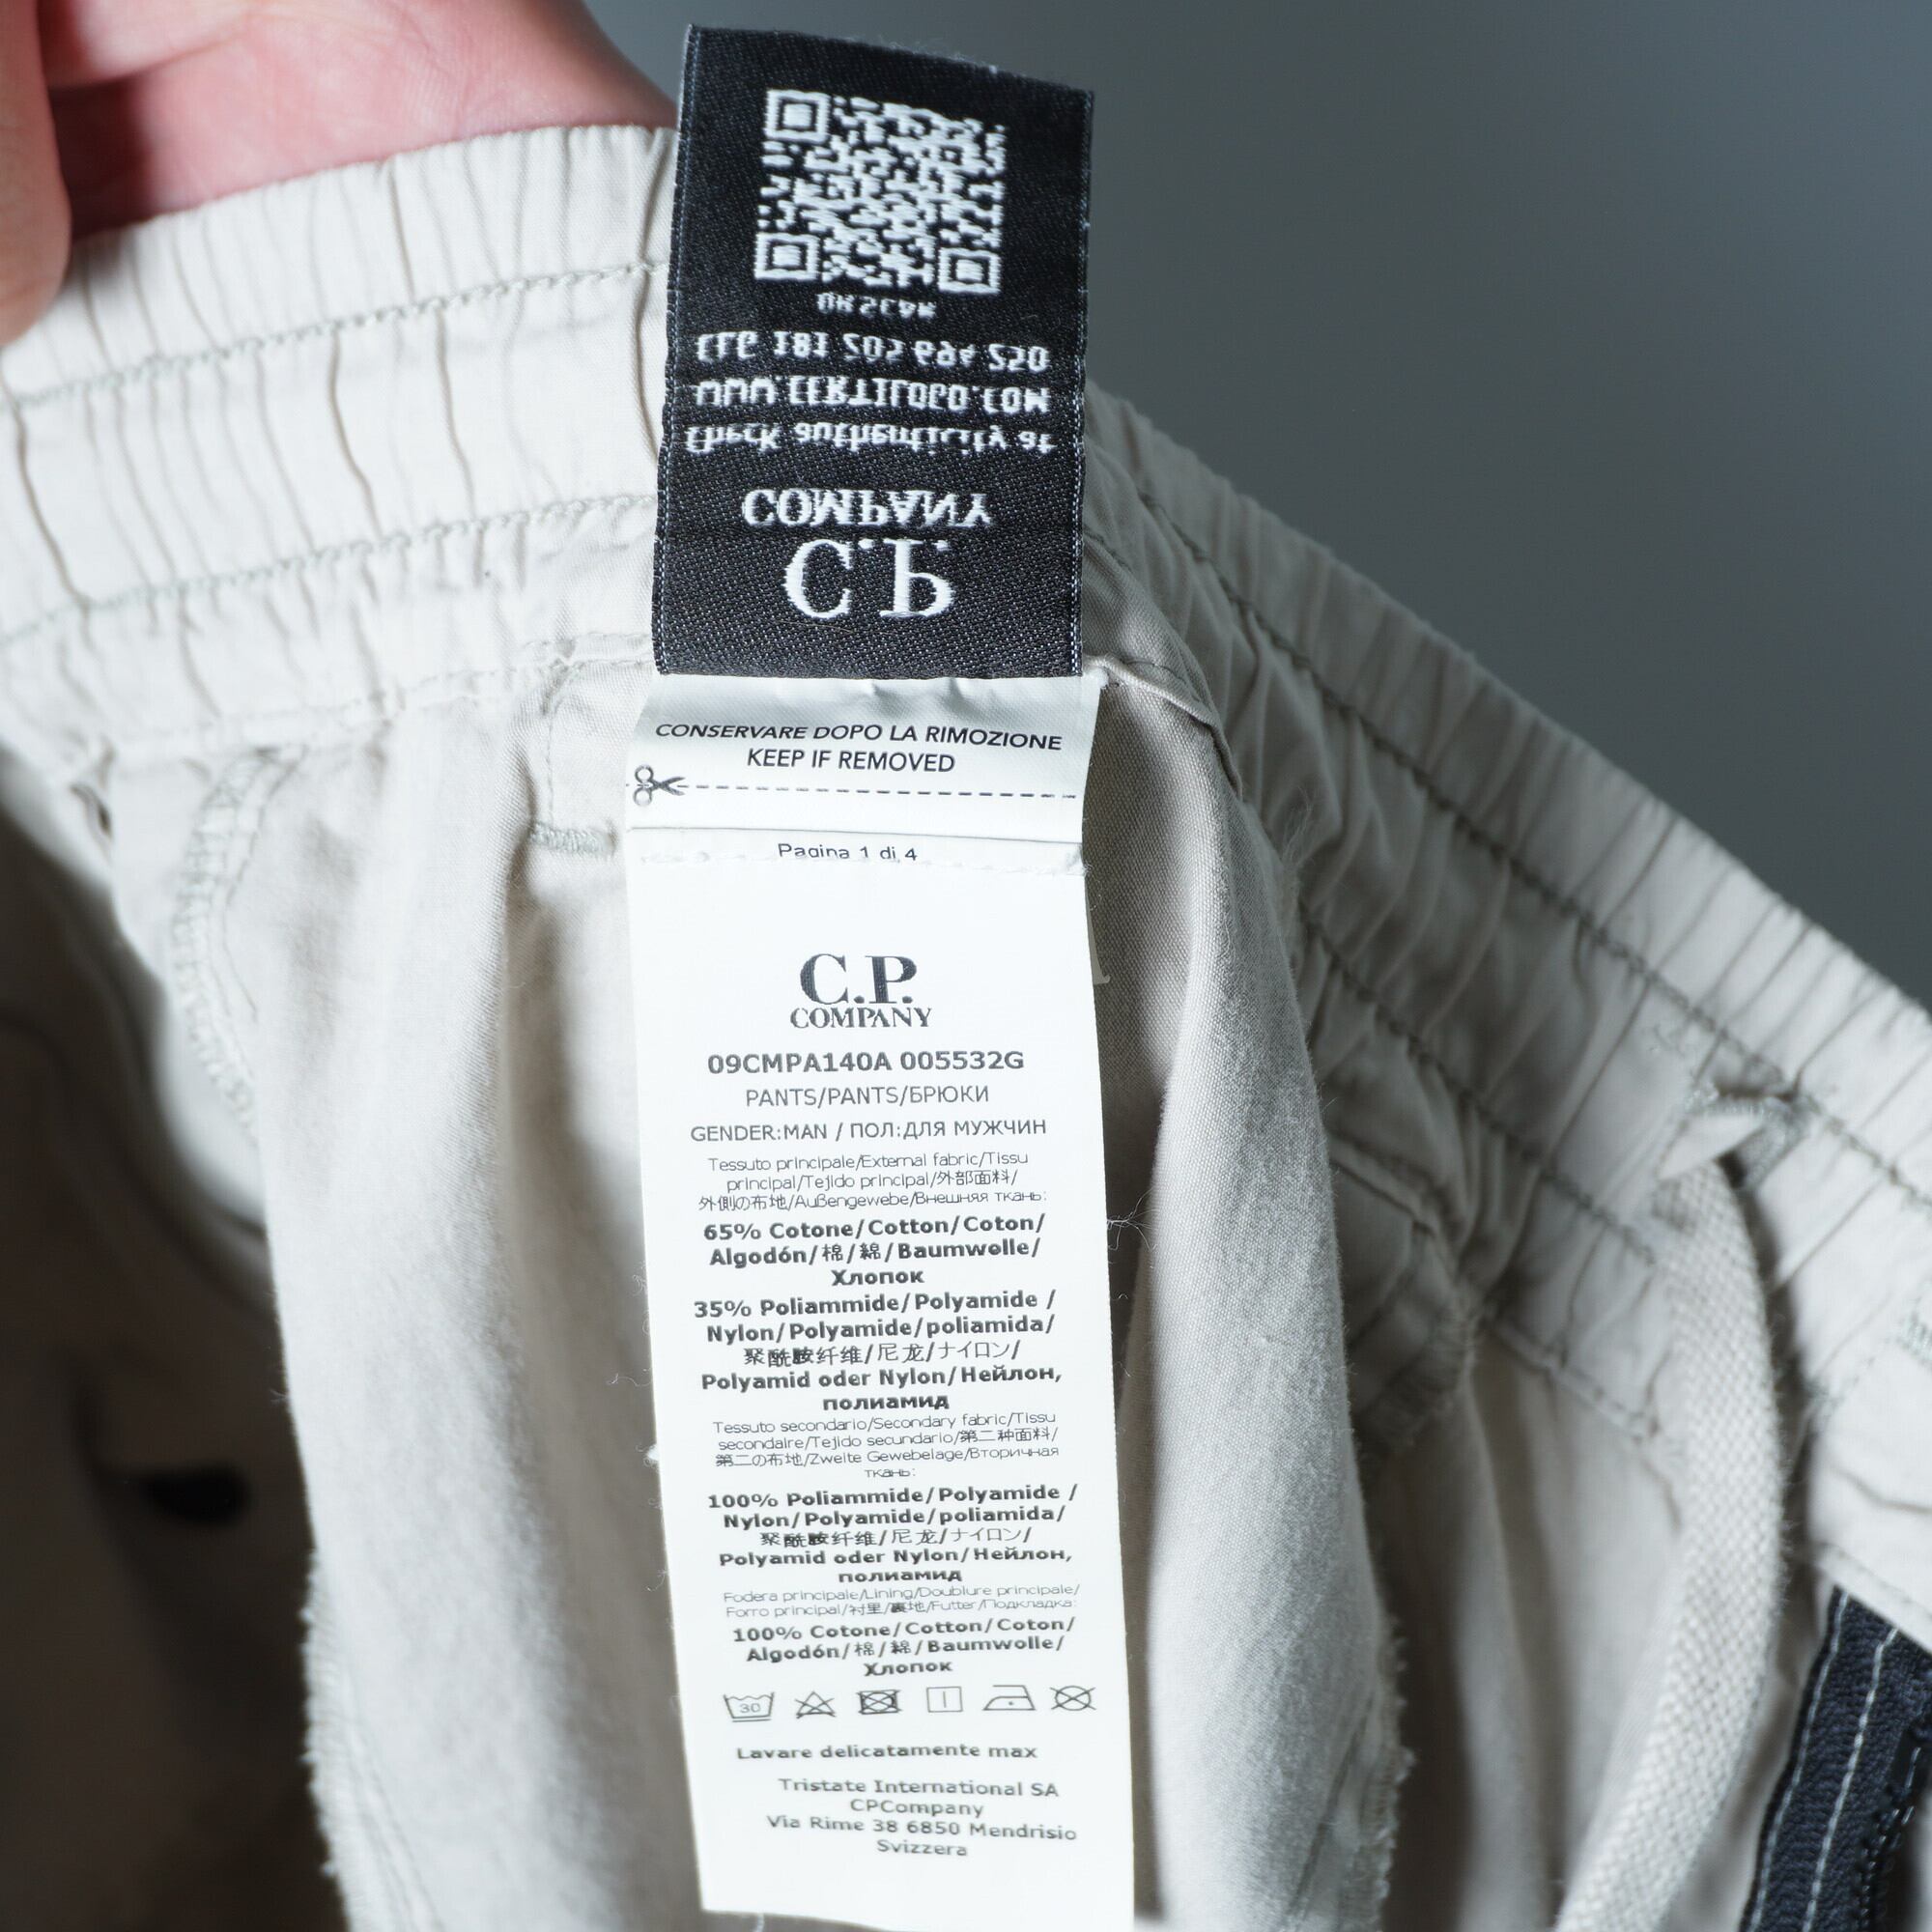 C.P.
COMPANY
Check authenticity at
WWW.CERTILOGO.COM
CLG 181
OR SCAN
CONSERVARE DOPO LA RIMOZIONE
KEEP IF REMOVED
Pagina 1 di 4
C.P.
COMPANY
09CMPA140A 005532G
PANTS/PANTS/БРЮКИ
GENDER:MAN / ПОЛ:ДЛЯ МУЖЧИН
Tessuto principale/External fabric/Tissu
principal/Tejido principal/外部面料/
外側の布地/Außengewebe/Внешняя ткань:
65% Cotone/Cotton/Coton/
Algodón/棉/綿/Baumwolle/
Хлопок
35% Poliammide/Polyamide /
Nylon/Polyamide/poliamida/
聚酰胺纤维/尼龙/ナイロン/
Polyamid oder Nylon/Нейлон,
полиамид
Tessuto secondario/Secondary fabric/Tissu
secondaire/Tejido secundario/第二种面料/
第二の布地/Zweite Gewebelage/Вторичная
ткань:
100% Poliammide/Polyamide /
Nylon/Polyamide/poliamida/
聚酰胺纤维/尼龙/ナイロン/
Polyamid oder Nylon/Нейлон,
полиамид
Fodera principale/Lining/Doublure principale/
Forro principal/衬里/裏地/Futter/Подкладка:
100% Cotone/Cotton/Coton/
Algodón/棉/綿/Baumwolle/
Хлопок
30
Lavare delicatamente max
Tristate International SA
CPCompany
Via Rime 38 6850 Mendrisio
Svizzera